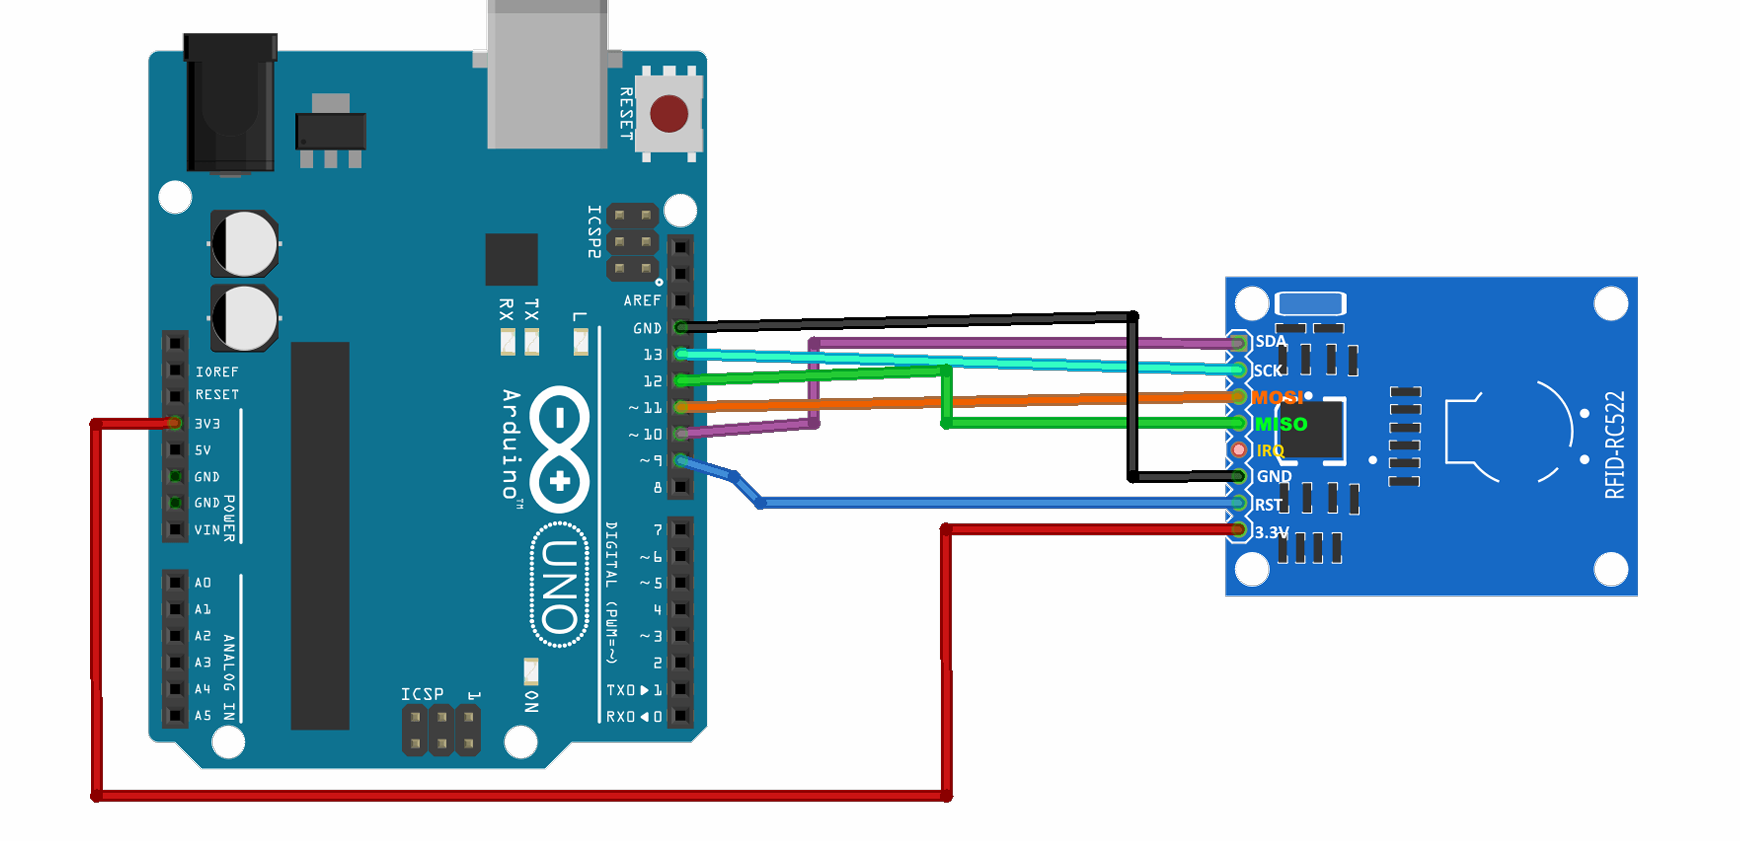 RESET
ICSP2
AREF
GND
13
12
~11
~10
~9
8
RX
TX
L
IOREF
RESET
3V3
5V
GND
GND
VIN
POWER
Arduino™
UNO
A0
A1
A2
A3
A4
A5
ANALOG IN
7
~6
~5
4
~3
2
TX0▶1
RX0◀0
DIGITAL (PWM=~)
ICSP
1
ON
SDA
SCK
MOSI
MISO
IRQ
GND
RST
3.3V
RFID-RC522